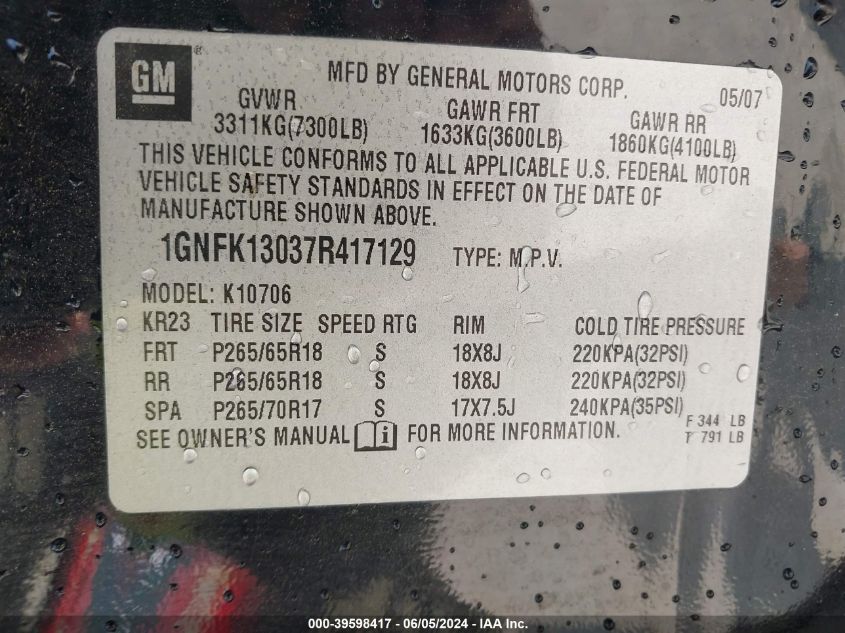 GM ®
MFD BY GENERAL MOTORS CORP. 05/07
GVWR GAWR FRT GAWR RR
3311KG(7300LB) 1633KG(3600LB) 1860KG(4100LB)
THIS VEHICLE CONFORMS TO ALL APPLICABLE U.S. FEDERAL MOTOR
VEHICLE SAFETY STANDARDS IN EFFECT ON THE DATE OF
MANUFACTURE SHOWN ABOVE.
1GNFK13037R417129 TYPE: M.P.V.
MODEL: K10706
KR23 TIRE SIZE SPEED RTG RIM COLD TIRE PRESSURE
FRT P265/65R18 S 18X8J 220KPA(32PSI)
RR P265/65R18 S 18X8J 220KPA(32PSI)
SPA P265/70R17 S 17X7.5J 240KPA(35PSI)
F 344 LB
SEE OWNER'S MANUAL i FOR MORE INFORMATION. T 791 LB
000-39598417 - 06/05/2024 - IAA Inc.